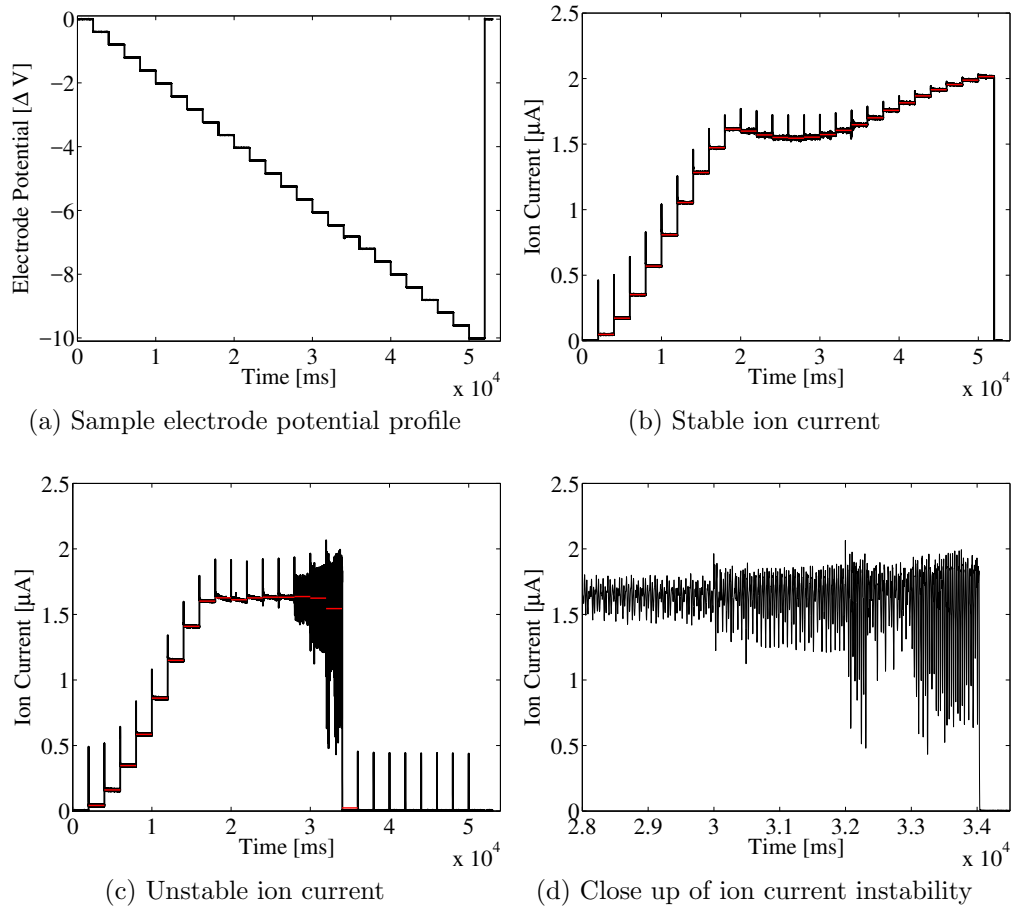 0
−2
−4
−6
−8
−10
Electrode Potential [Δ V]
0 1 2 3 4 5
Time [ms]
x 10^4
(a) Sample electrode potential profile
2.5
2
1.5
1
0.5
0
Ion Current [μA]
0 1 2 3 4 5
Time [ms]
x 10^4
(b) Stable ion current
2.5
2
1.5
1
0.5
0
Ion Current [μA]
0 1 2 3 4 5
Time [ms]
x 10^4
(c) Unstable ion current
2.5
2
1.5
1
0.5
0
Ion Current [μA]
2.8 2.9 3 3.1 3.2 3.3 3.4
Time [ms]
x 10^4
(d) Close up of ion current instability